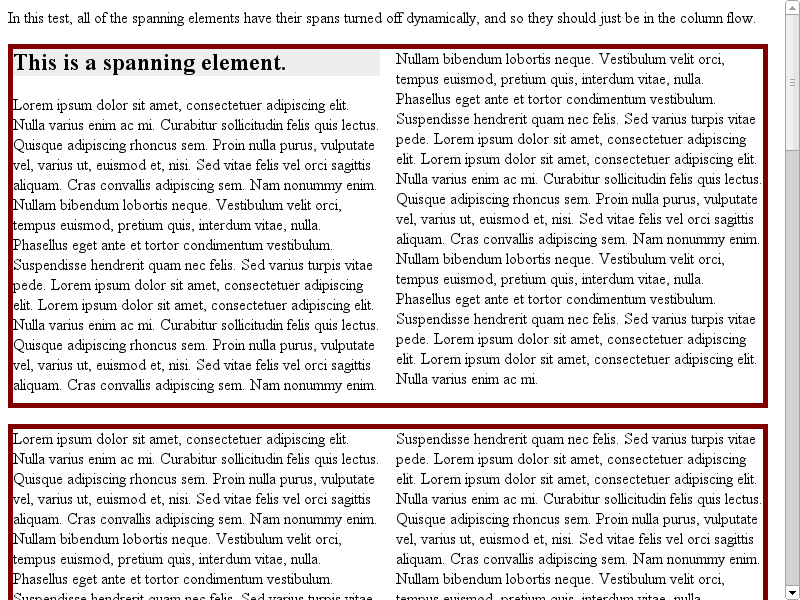 In this test, all of the spanning elements have their spans turned off dynamically, and so they should just be in the column flow.
This is a spanning element.
Lorem ipsum dolor sit amet, consectetuer adipiscing elit.
Nulla varius enim ac mi. Curabitur sollicitudin felis quis lectus.
Quisque adipiscing rhoncus sem. Proin nulla purus, vulputate
vel, varius ut, euismod et, nisi. Sed vitae felis vel orci sagittis
aliquam. Cras convallis adipiscing sem. Nam nonummy enim.
Nullam bibendum lobortis neque. Vestibulum velit orci,
tempus euismod, pretium quis, interdum vitae, nulla.
Phasellus eget ante et tortor condimentum vestibulum.
Suspendisse hendrerit quam nec felis. Sed varius turpis vitae
pede. Lorem ipsum dolor sit amet, consectetuer adipiscing
elit. Lorem ipsum dolor sit amet, consectetuer adipiscing elit.
Nulla varius enim ac mi. Curabitur sollicitudin felis quis lectus.
Quisque adipiscing rhoncus sem. Proin nulla purus, vulputate
vel, varius ut, euismod et, nisi. Sed vitae felis vel orci sagittis
aliquam. Cras convallis adipiscing sem. Nam nonummy enim.
Nullam bibendum lobortis neque. Vestibulum velit orci,
tempus euismod, pretium quis, interdum vitae, nulla.
Phasellus eget ante et tortor condimentum vestibulum.
Suspendisse hendrerit quam nec felis. Sed varius turpis vitae
pede. Lorem ipsum dolor sit amet, consectetuer adipiscing
elit. Lorem ipsum dolor sit amet, consectetuer adipiscing elit.
Nulla varius enim ac mi. Curabitur sollicitudin felis quis lectus.
Quisque adipiscing rhoncus sem. Proin nulla purus, vulputate
vel, varius ut, euismod et, nisi. Sed vitae felis vel orci sagittis
aliquam. Cras convallis adipiscing sem. Nam nonummy enim.
Nullam bibendum lobortis neque. Vestibulum velit orci,
tempus euismod, pretium quis, interdum vitae, nulla.
Phasellus eget ante et tortor condimentum vestibulum.
Suspendisse hendrerit quam nec felis. Sed varius turpis vitae
pede. Lorem ipsum dolor sit amet, consectetuer adipiscing
elit. Lorem ipsum dolor sit amet, consectetuer adipiscing elit.
Nulla varius enim ac mi.
Lorem ipsum dolor sit amet, consectetuer adipiscing elit.
Nulla varius enim ac mi. Curabitur sollicitudin felis quis lectus.
Quisque adipiscing rhoncus sem. Proin nulla purus, vulputate
vel, varius ut, euismod et, nisi. Sed vitae felis vel orci sagittis
aliquam. Cras convallis adipiscing sem. Nam nonummy enim.
Nullam bibendum lobortis neque. Vestibulum velit orci,
tempus euismod, pretium quis, interdum vitae, nulla.
Phasellus eget ante et tortor condimentum vestibulum.
Suspendisse hendrerit quam nec felis. Sed varius turpis vitae
Suspendisse hendrerit quam nec felis. Sed varius turpis vitae
pede. Lorem ipsum dolor sit amet, consectetuer adipiscing
elit. Lorem ipsum dolor sit amet, consectetuer adipiscing elit.
Nulla varius enim ac mi. Curabitur sollicitudin felis quis lectus.
Quisque adipiscing rhoncus sem. Proin nulla purus, vulputate
vel, varius ut, euismod et, nisi. Sed vitae felis vel orci sagittis
aliquam. Cras convallis adipiscing sem. Nam nonummy enim.
Nullam bibendum lobortis neque. Vestibulum velit orci,
tempus euismod, pretium quis, interdum vitae, nulla.